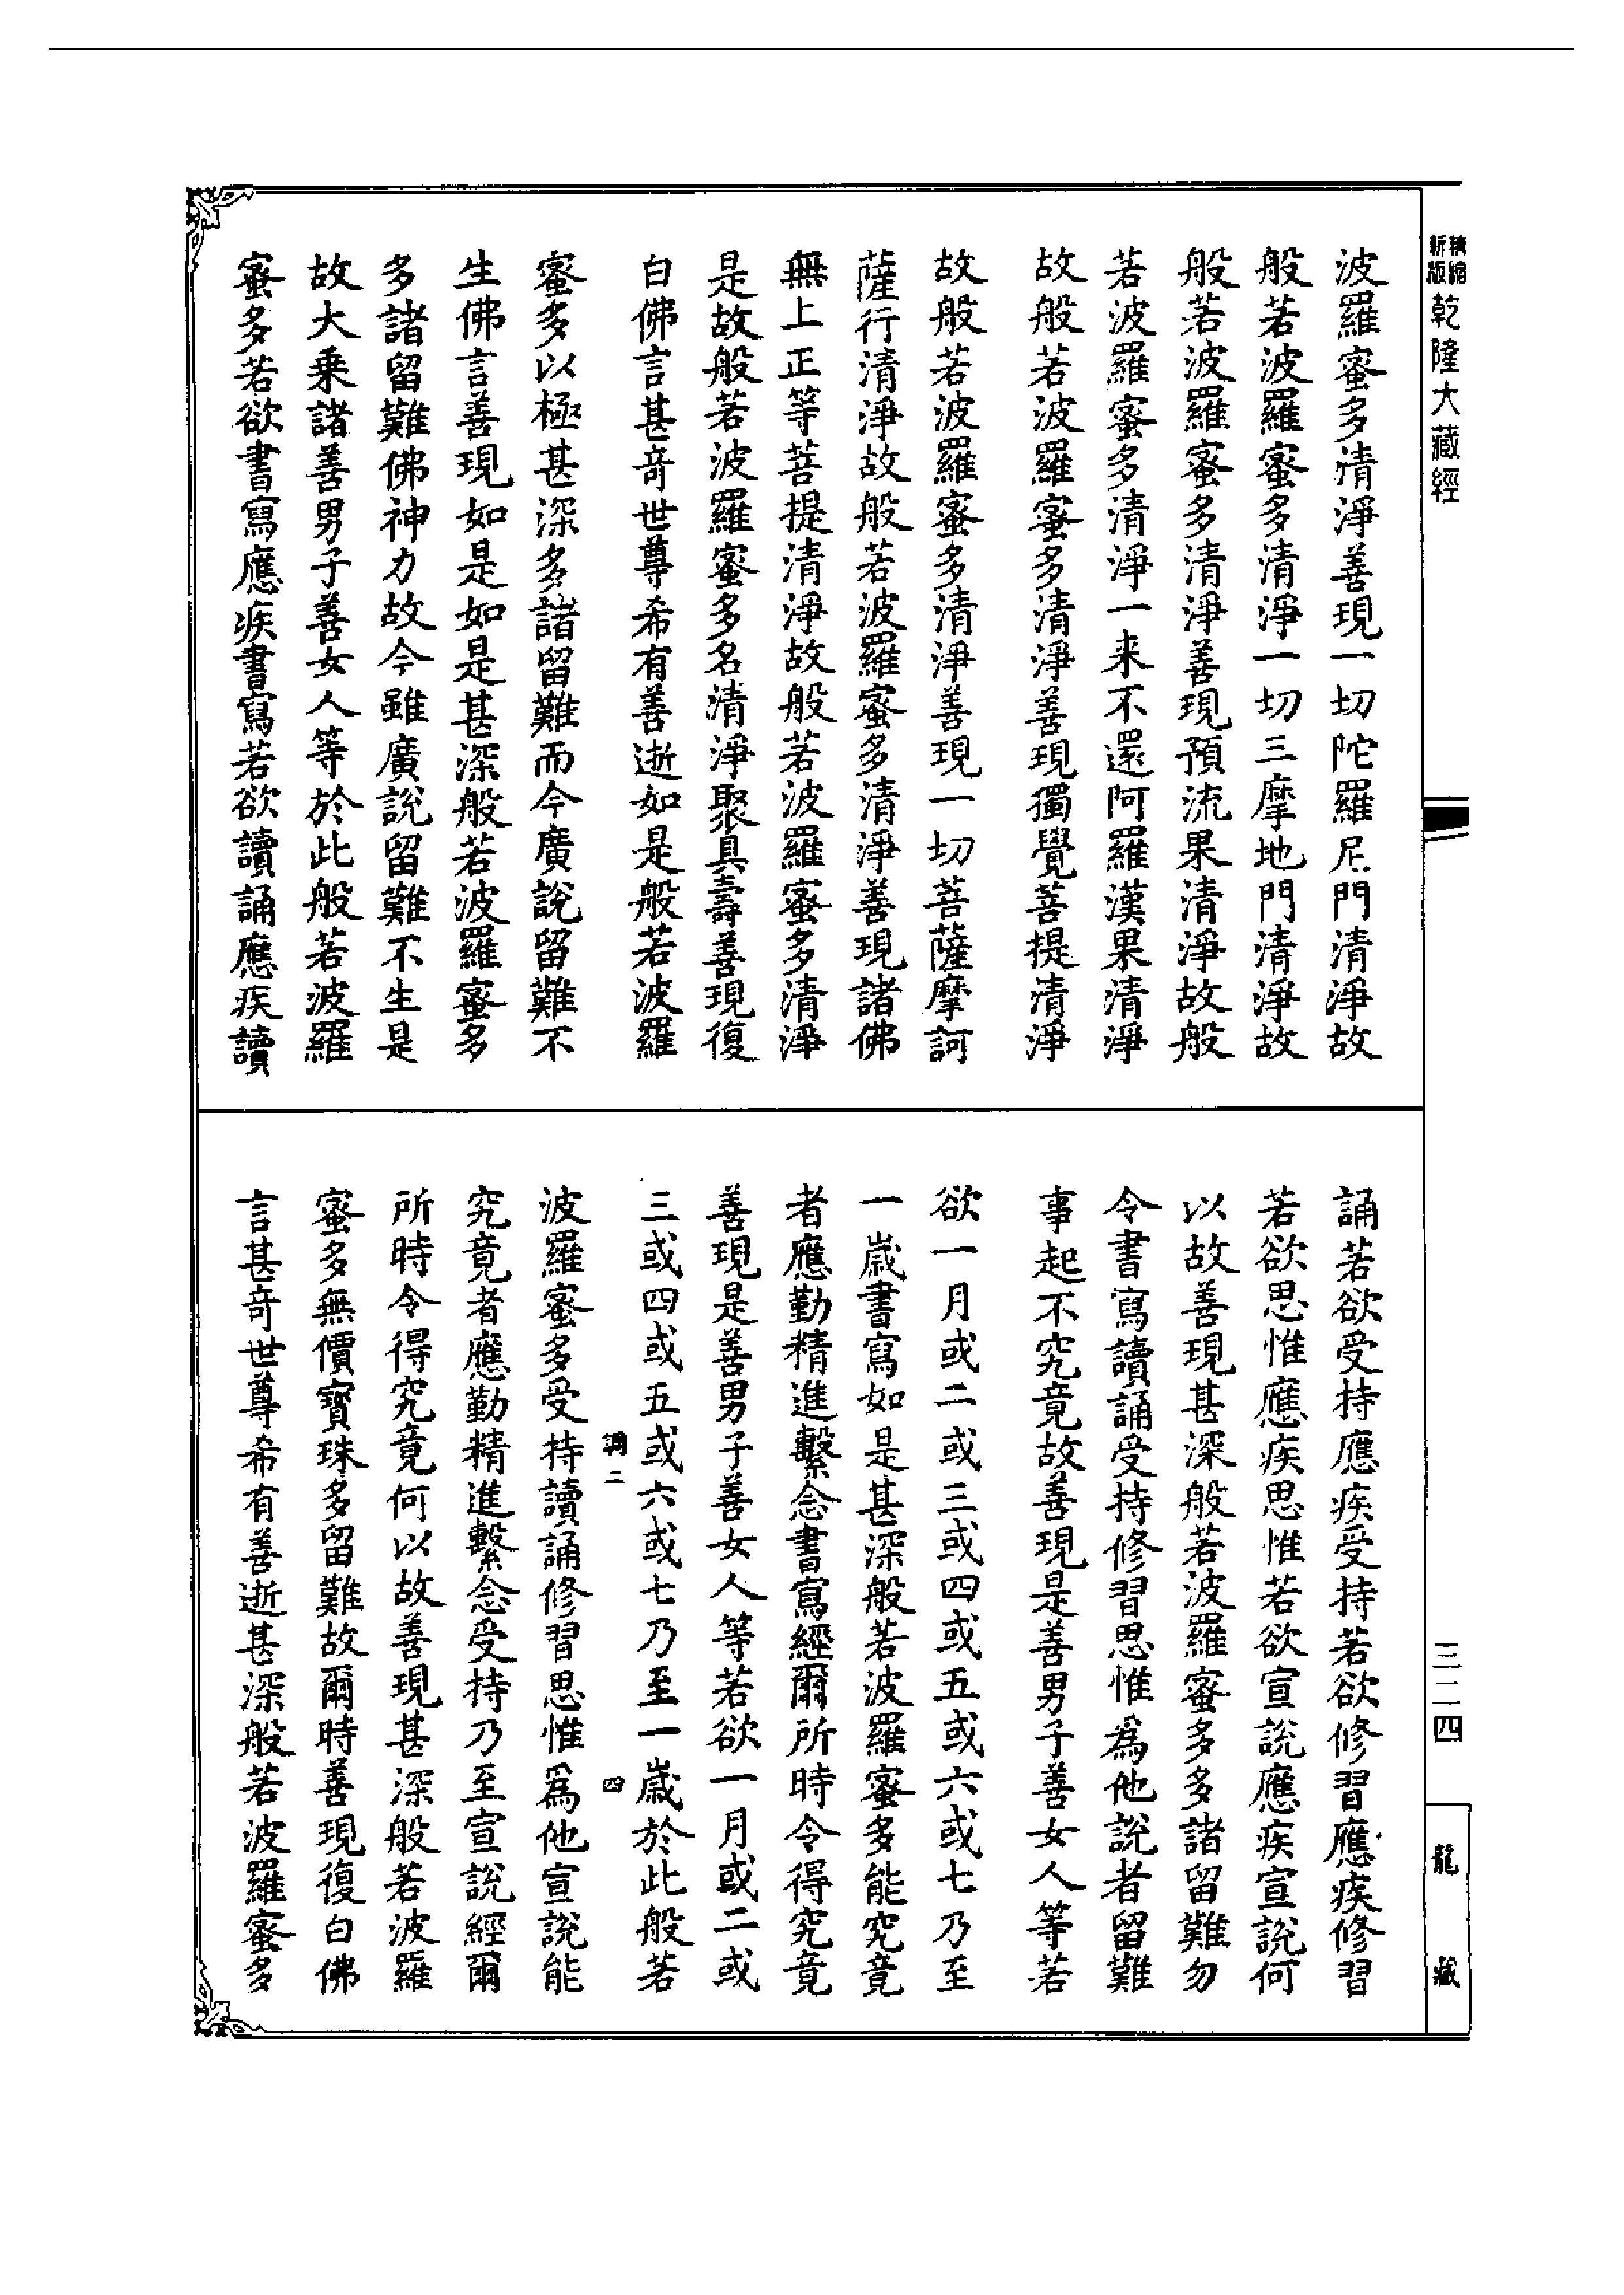 精縮新版乾隆大藏經
波羅蜜多清淨善現一切陀羅尼門清淨故
般若波羅蜜多清淨一切三摩地門清淨故
般若波羅蜜多清淨善現預流果清淨故般
若波羅蜜多清淨一来不還阿羅漢果清淨
故般若波羅蜜多清淨善現獨覺菩提清淨
故般若波羅蜜多清淨善現一切菩薩摩訶
薩行清淨故般若波羅蜜多清淨善現諸佛
無上正等菩提清淨故般若波羅蜜多清淨
是故般若波羅蜜多名清淨聚具壽善現復
白佛言甚奇世尊希有善逝如是般若波羅
蜜多以極甚深多諸留難而今廣說留難不
生佛言善現如是如是甚深般若波羅蜜多
多諸留難佛神力故今雖廣說留難不生是
故大乗諸善男子善女人等於此般若波羅
蜜多若欲書寫應疾書寫若欲讀誦應疾讀
誦若欲受持應疾受持若欲修習應疾修習
若欲思惟應疾思惟若欲宣說應疾宣說何
以故善現甚深般若波羅蜜多多諸留難勿
令書寫讀誦受持修習思惟為他說者留難
事起不究竟故善現是善男子善女人等若
欲一月或二或三或四或五或六或七乃至
一歲書寫如是甚深般若波羅蜜多能究竟
者應勤精進繫念書寫經爾所時令得究竟
善現是善男子善女人等若欲一月或二或
三或四或五或六或七乃至一歲於此般若
調二 四
波羅蜜多受持讀誦修習思惟為他宣說能
究竟者應勤精進繫念受持乃至宣說經爾
所時令得究竟何以故善現甚深般若波羅
蜜多無價寶珠多留難故爾時善現復白佛
言甚奇世尊希有善逝甚深般若波羅蜜多
三二四
龍藏